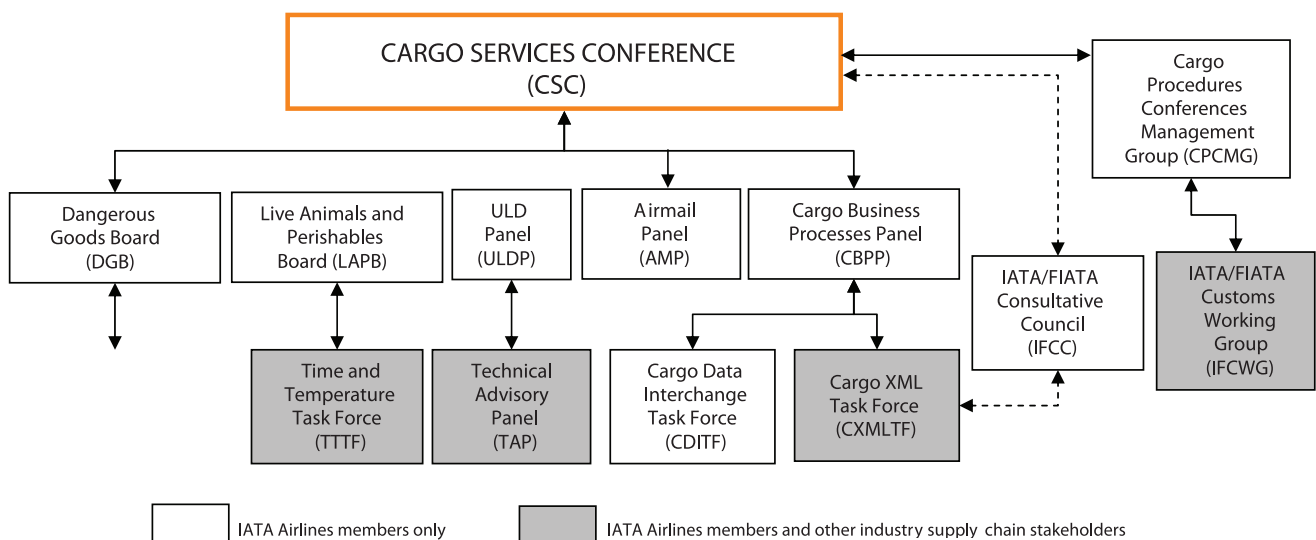 CARGO SERVICES CONFERENCE
(CSC)
Cargo
Procedures
Conferences
Management
Group (CPCMG)
Dangerous
Goods Board
(DGB)
Live Animals and
Perishables
Board (LAPB)
ULD
Panel
(ULDP)
Airmail
Panel
(AMP)
Cargo Business
Processes Panel
(CBPP)
IATA/FIATA
Consultative
Council
(IFCC)
IATA/FIATA
Customs
Working
Group
(IFCWG)
Time and
Temperature
Task Force
(TTTF)
Technical
Advisory
Panel
(TAP)
Cargo Data
Interchange
Task Force
(CDITF)
Cargo XML
Task Force
(CXMLTF)
IATA Airlines members only
IATA Airlines members and other industry supply chain stakeholders